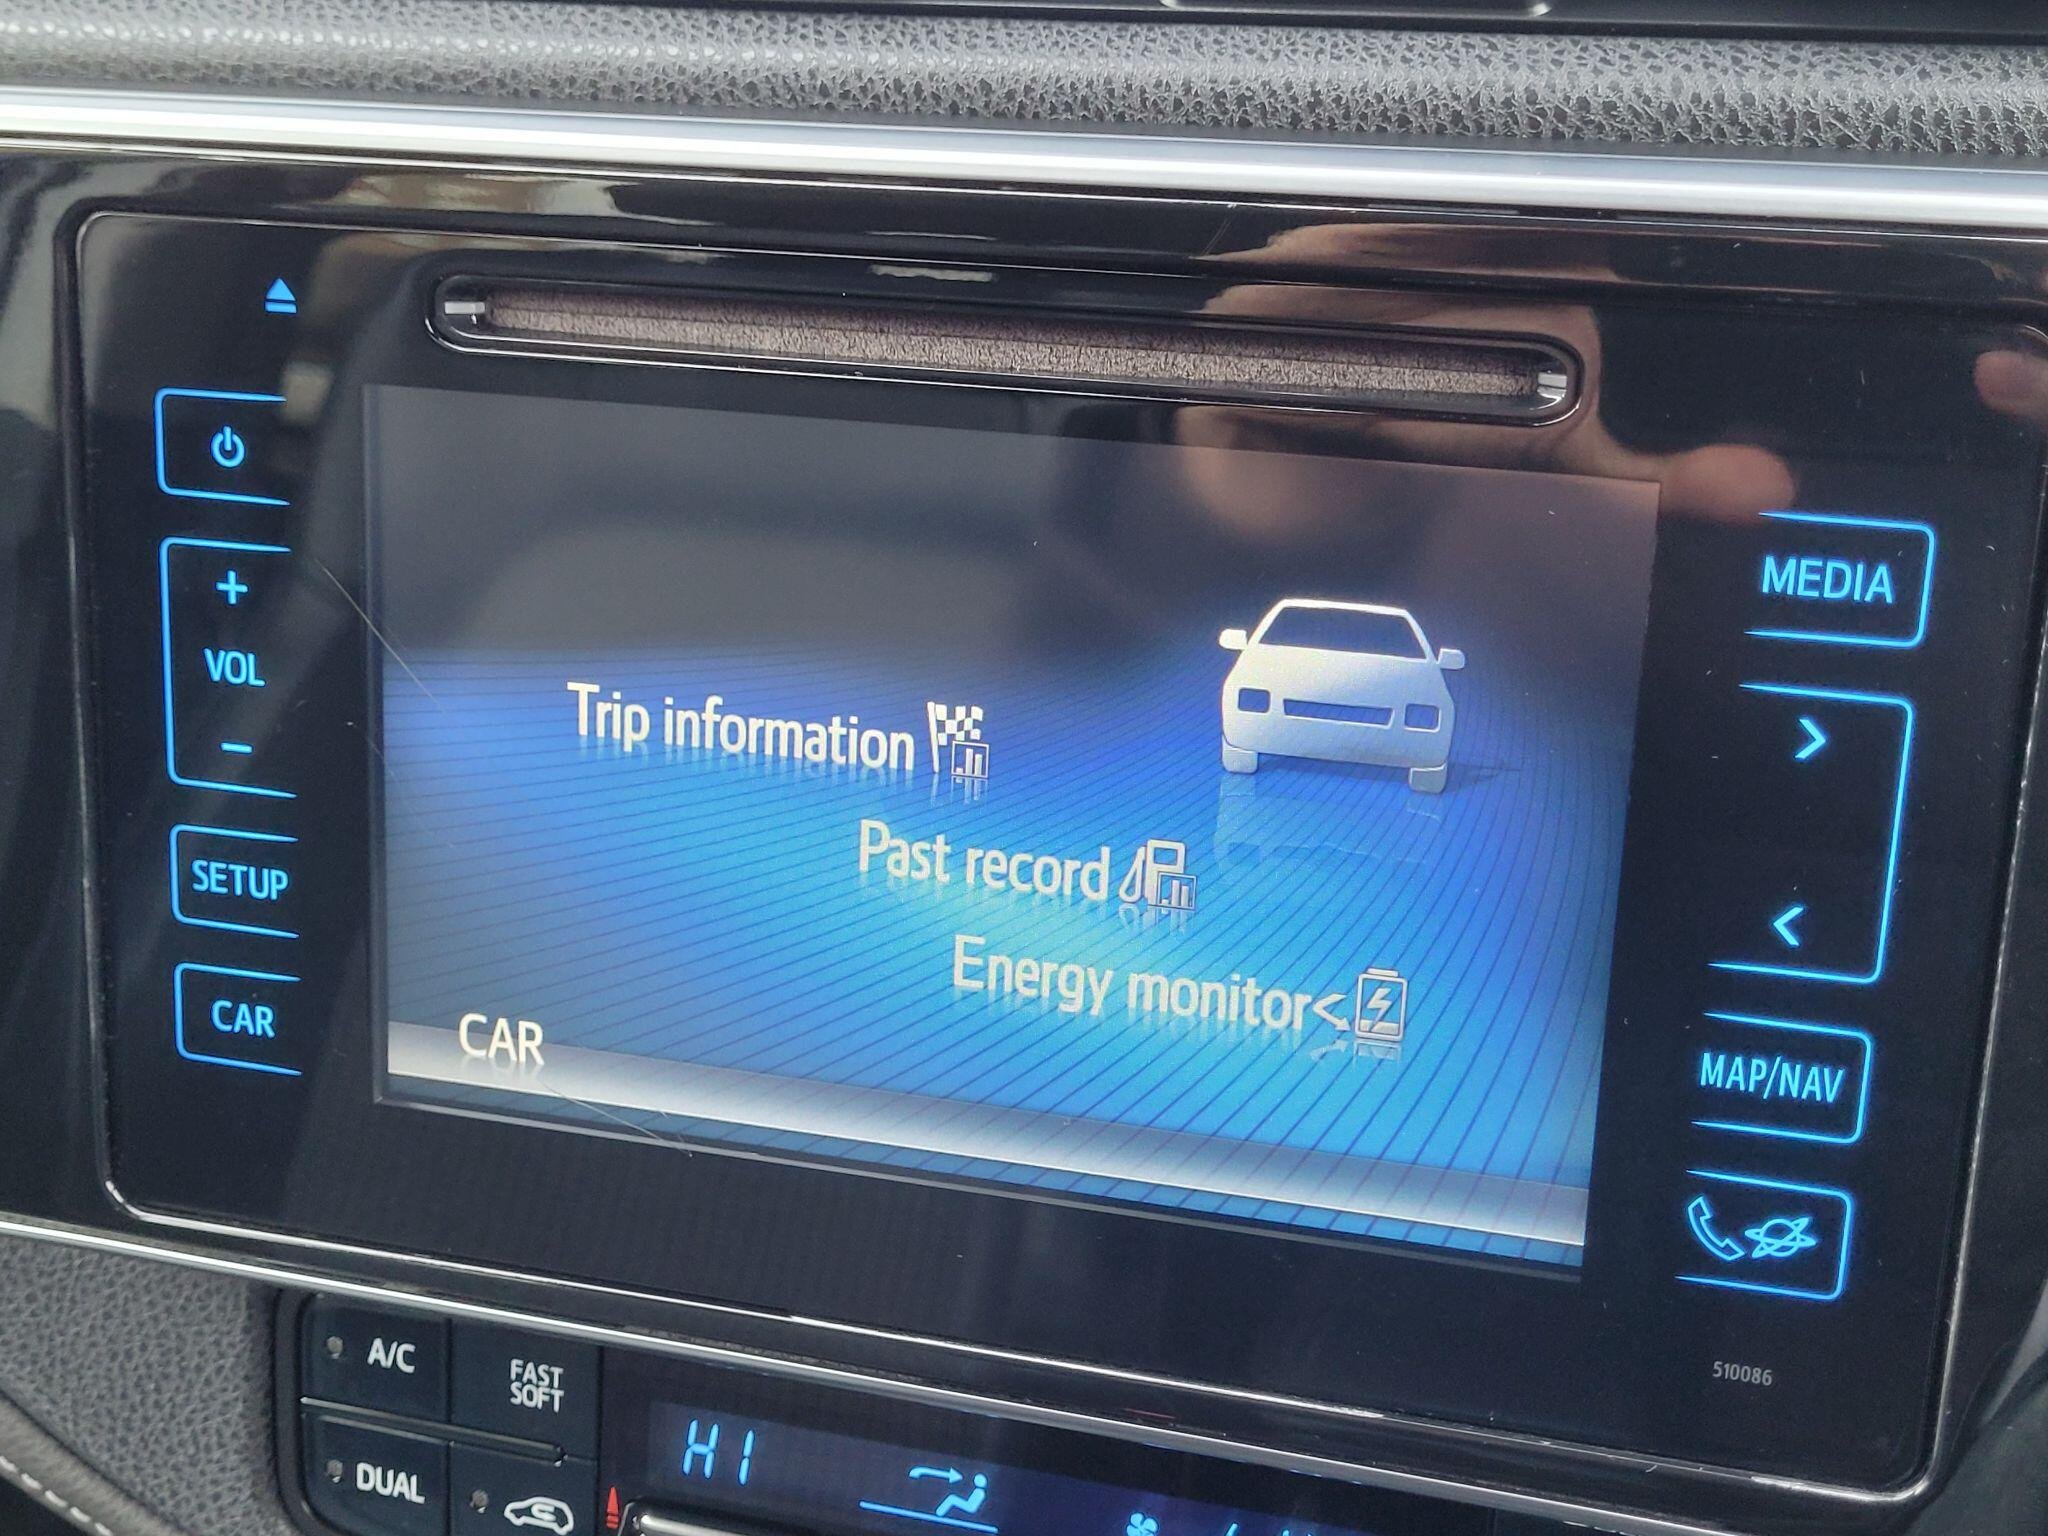 MEDIA
+
VOL
-
SETUP
CAR
Trip information
Past record
Energy monitor
CAR
>
<
MAP/NAV
510086
A/C
FAST
SOFT
DUAL
HI